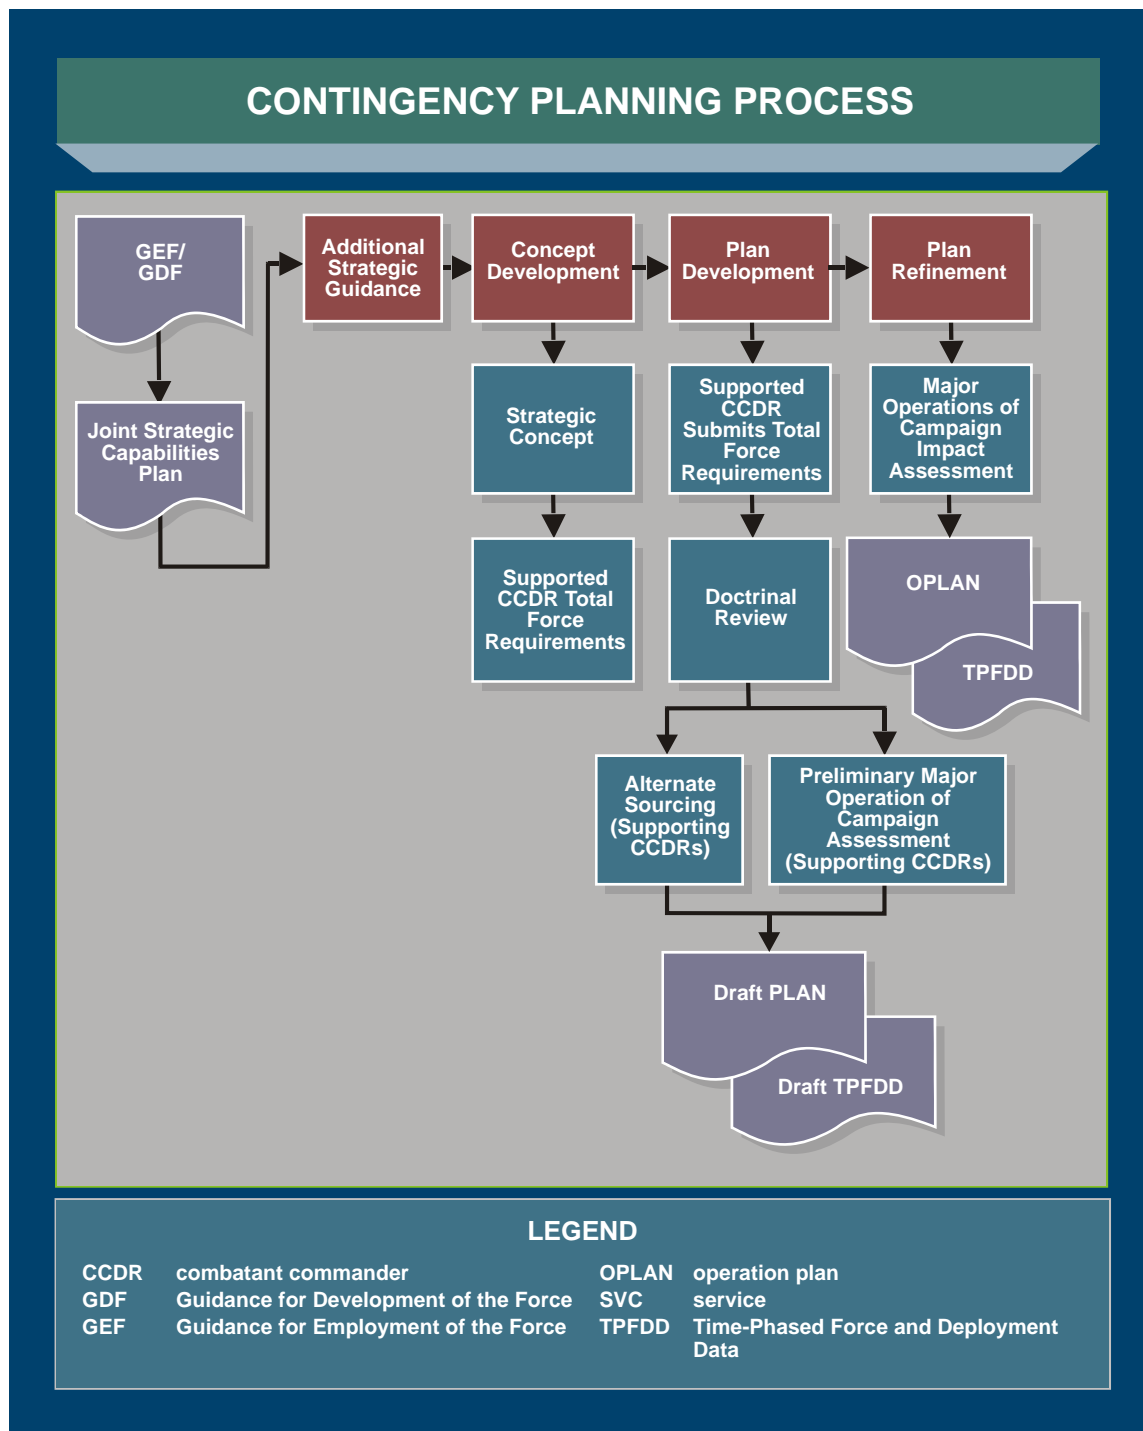 CONTINGENCY PLANNING PROCESS
GEF/
GDF
Joint Strategic
Capabilities
Plan
Additional
Strategic
Guidance
Concept
Development
Plan
Development
Plan
Refinement
Strategic
Concept
Supported
CCDR
Submits Total
Force
Requirements
Major
Operations of
Campaign
Impact
Assessment
Supported
CCDR Total
Force
Requirements
Doctrinal
Review
OPLAN
TPFDD
Alternate
Sourcing
(Supporting
CCDRs)
Preliminary Major
Operation of
Campaign
Assessment
(Supporting CCDRs)
Draft PLAN
Draft TPFDD
LEGEND
CCDR combatant commander
GDF Guidance for Development of the Force
GEF Guidance for Employment of the Force
OPLAN operation plan
SVC service
TPFDD Time-Phased Force and Deployment
Data